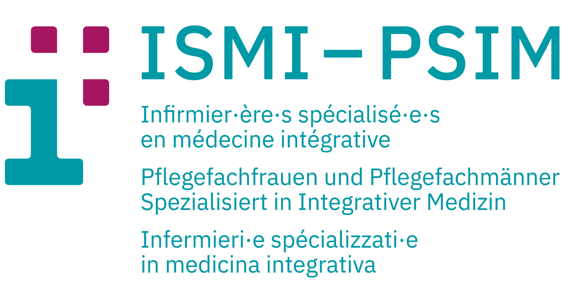 ISMI – PSIM
Infirmier·ère·s spécialisé·e·s
en médecine intégrative
Pflegefachfrauen und Pflegefachmänner
Spezialisiert in Integrativer Medizin
Infermieri·e spécializzati·e
in medicina integrativa